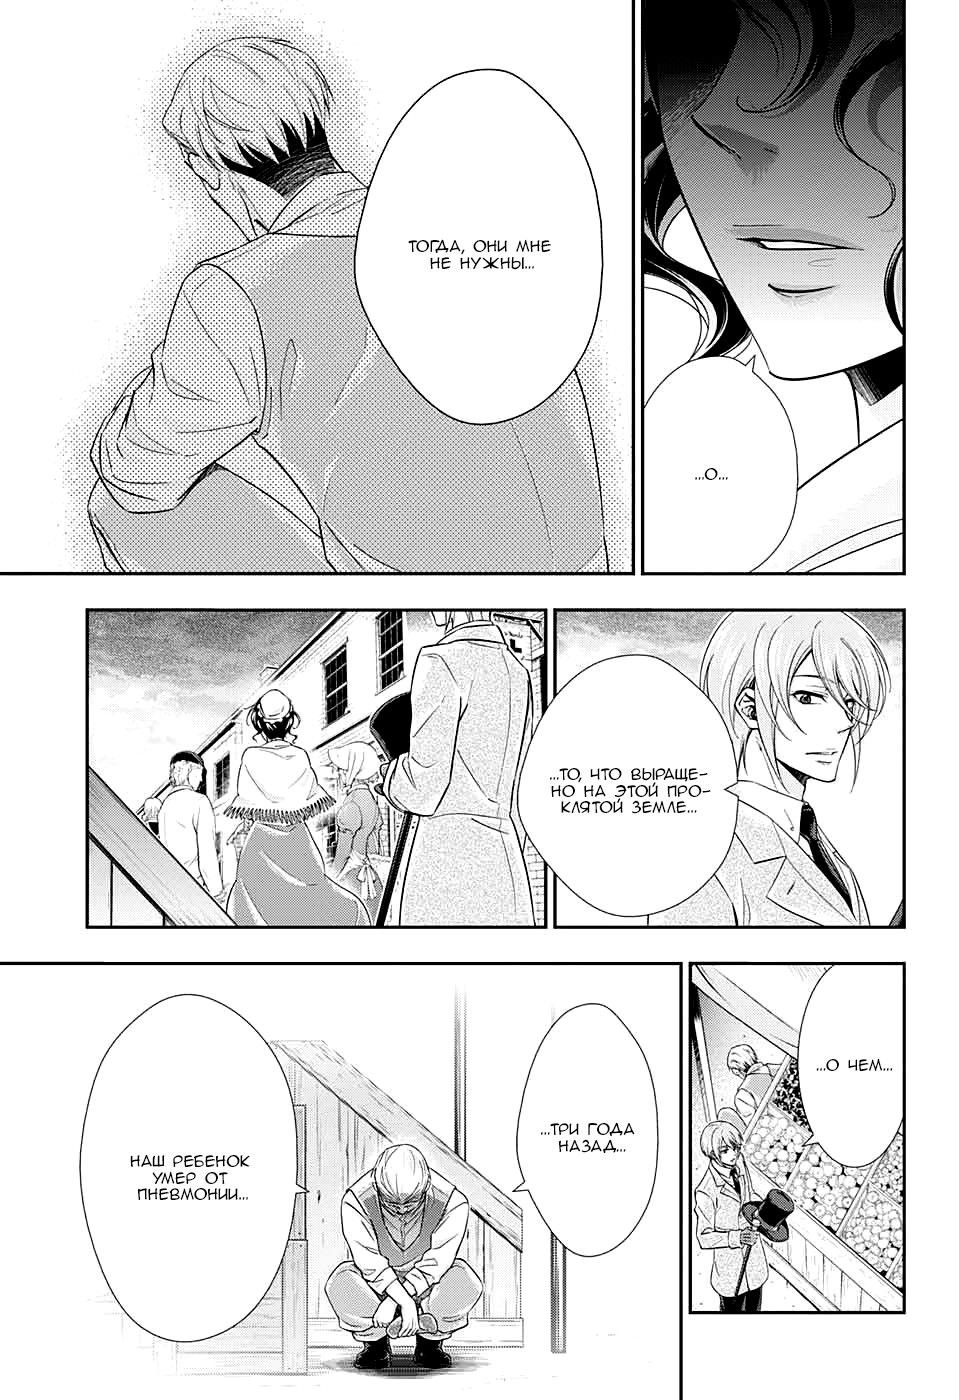 ...О...
ТОГДА, ОНИ МНЕ
НЕ НУЖНЫ...
...ТО, ЧТО ВЫРАЩЕ-
НО НА ЭТОЙ ПРО-
КЛЯТОЙ ЗЕМЛЕ...
...О ЧЕМ...
...ТРИ ГОДА
НАЗАД...
НАШ РЕБЕНОК
УМЕР ОТ
ПНЕВМОНИИ...